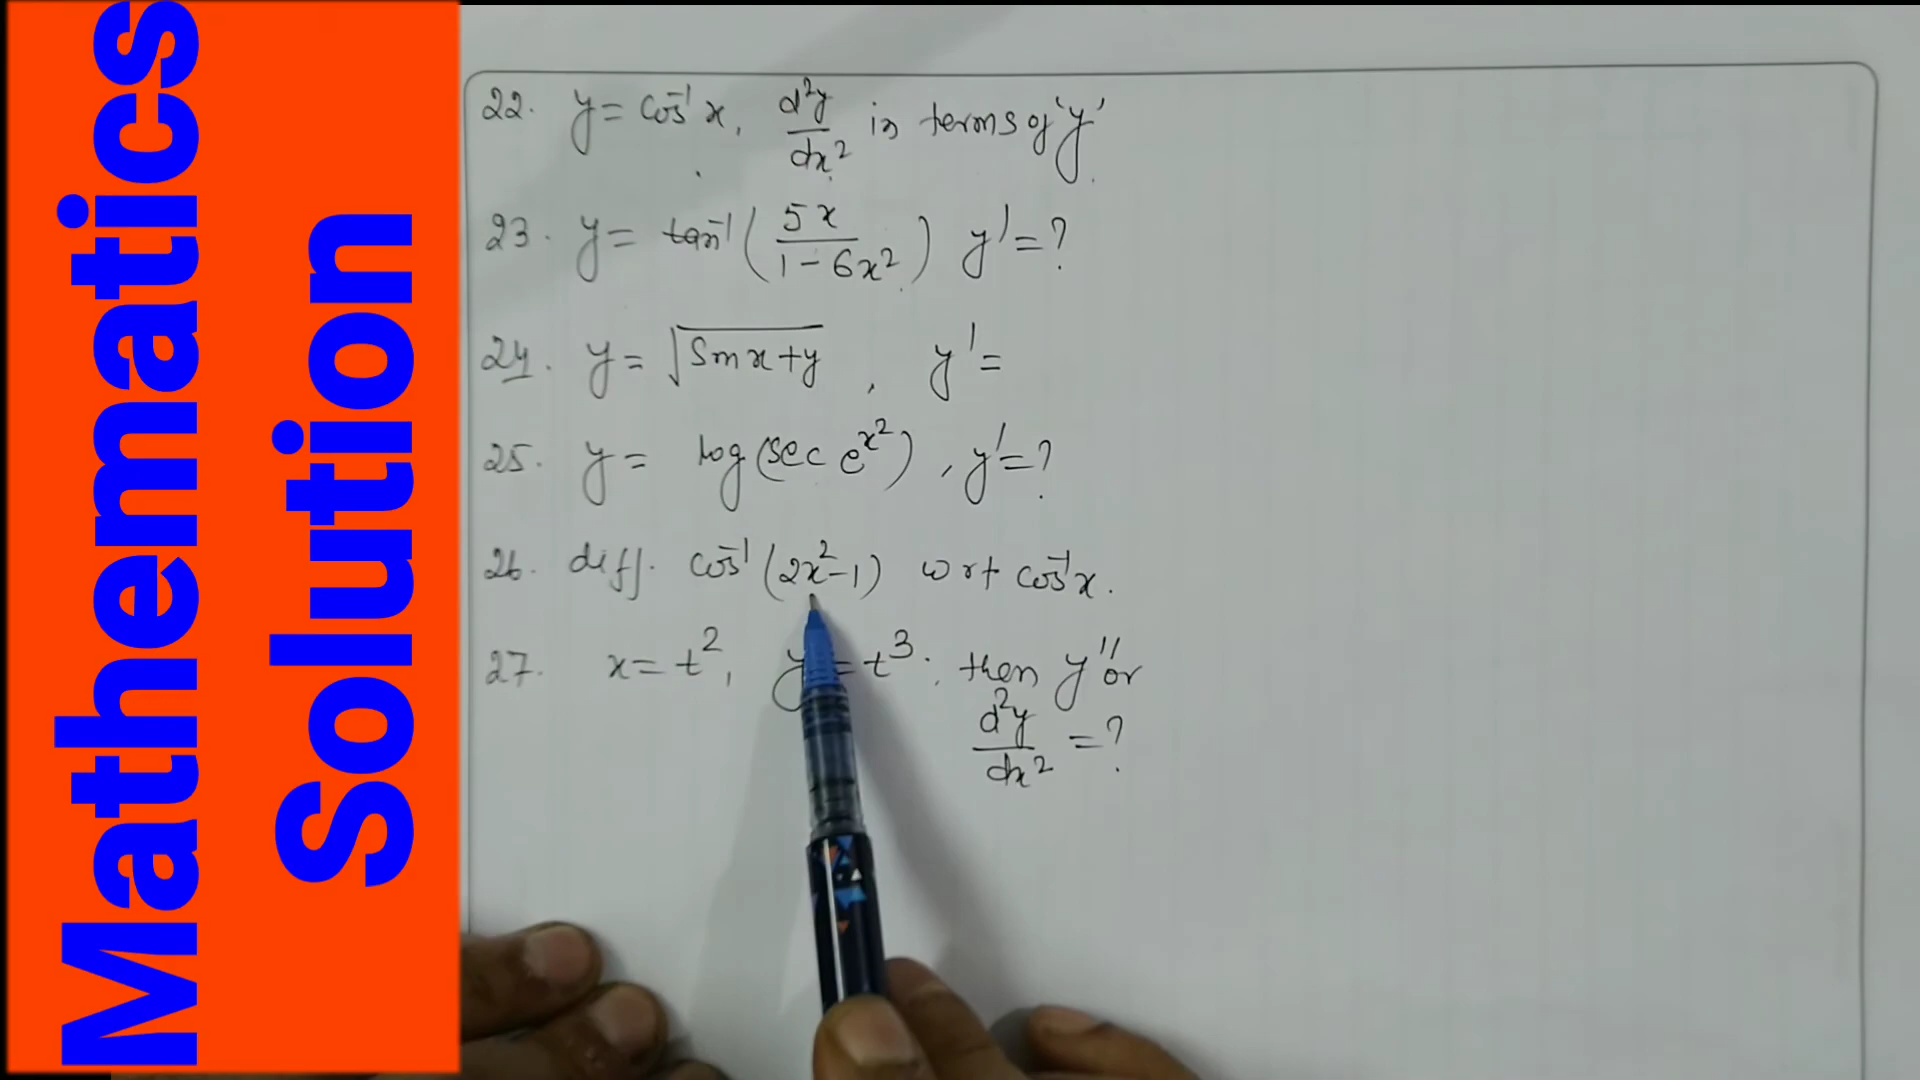 Mathematics
Solution
22. y = cos⁻¹ x, d²y/dx² in terms of 'y'
23. y = tan⁻¹ (5x/1-6x²) y' = ?
24. y = √(sin x + y) , y' =
25. y = log (sec e^x²) , y' = ?
26. diff. cos⁻¹ (2x²-1) wrt cos⁻¹ x.
27. x = t², y = t³ ; then y'' or
d²y/dx² = ?